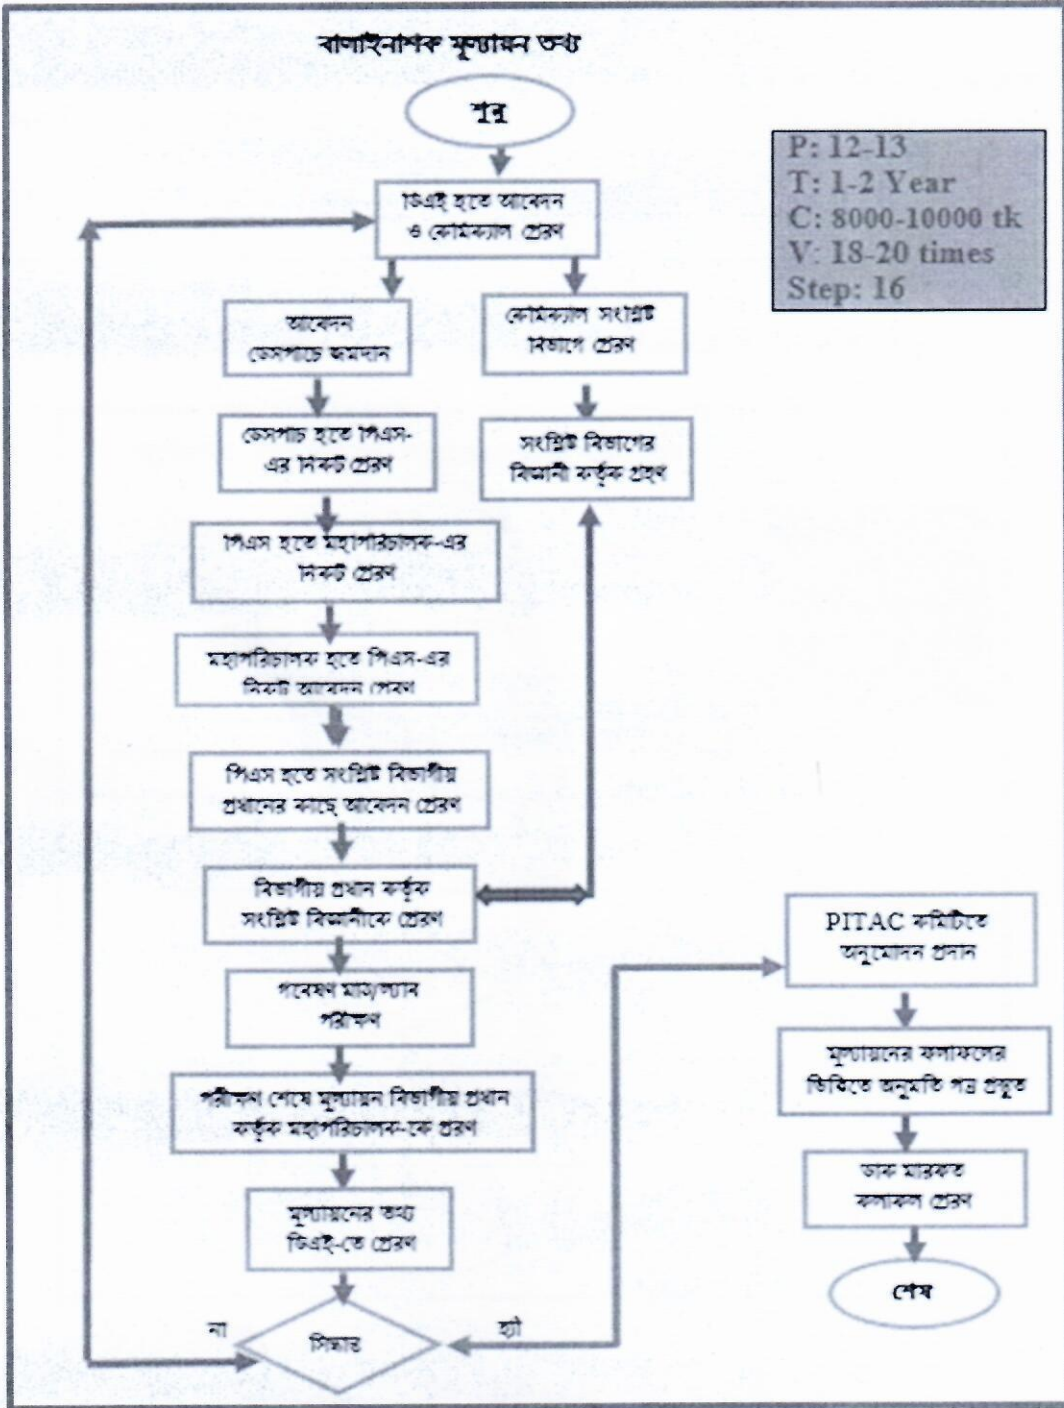 বালাইনাশক মূল্যায়ন তথ্য
শুরু
P: 12-13
T: 1-2 Year
C: 8000-10000 tk
V: 18-20 times
Step: 16
ডিএই হতে আবেদন
ও কেমিক্যাল প্রেরণ
আবেদন
ডেসপাচে জমদান
কেমিক্যাল সংশ্লিষ্ট
বিভাগে প্রেরণ
ডেসপাচ হতে পিএস-
এর নিকট প্রেরণ
সংশ্লিষ্ট বিভাগের
বিজ্ঞানী কর্তৃক গ্রহণ
পিএস হতে মহাপরিচালক-এর
নিকট প্রেরণ
মহাপরিচালক হতে পিএস-এর
নিকট আবেদন প্রেরণ
পিএস হতে সংশ্লিষ্ট বিভাগীয়
প্রধানের কাছে আবেদন প্রেরণ
বিভাগীয় প্রধান কর্তৃক
সংশ্লিষ্ট বিজ্ঞানীকে প্রেরণ
গবেষণ মাঠ/ল্যাব
পরীক্ষণ
পরীক্ষণ শেষে মূল্যায়ন বিভাগীয় প্রধান
কর্তৃক মহাপরিচালক-কে প্ররণ
মূল্যায়নের তথ্য
ডিএই-তে প্রেরণ
না
সিদ্ধান্ত
হ্যাঁ
PITAC কমিটিতে
অনুমোদন প্রদান
মূল্যায়নের ফলাফলের
ভিত্তিতে অনুমতি পত্র প্রস্তুত
ডাক মারফত
ফলাফল প্রেরণ
শেষ